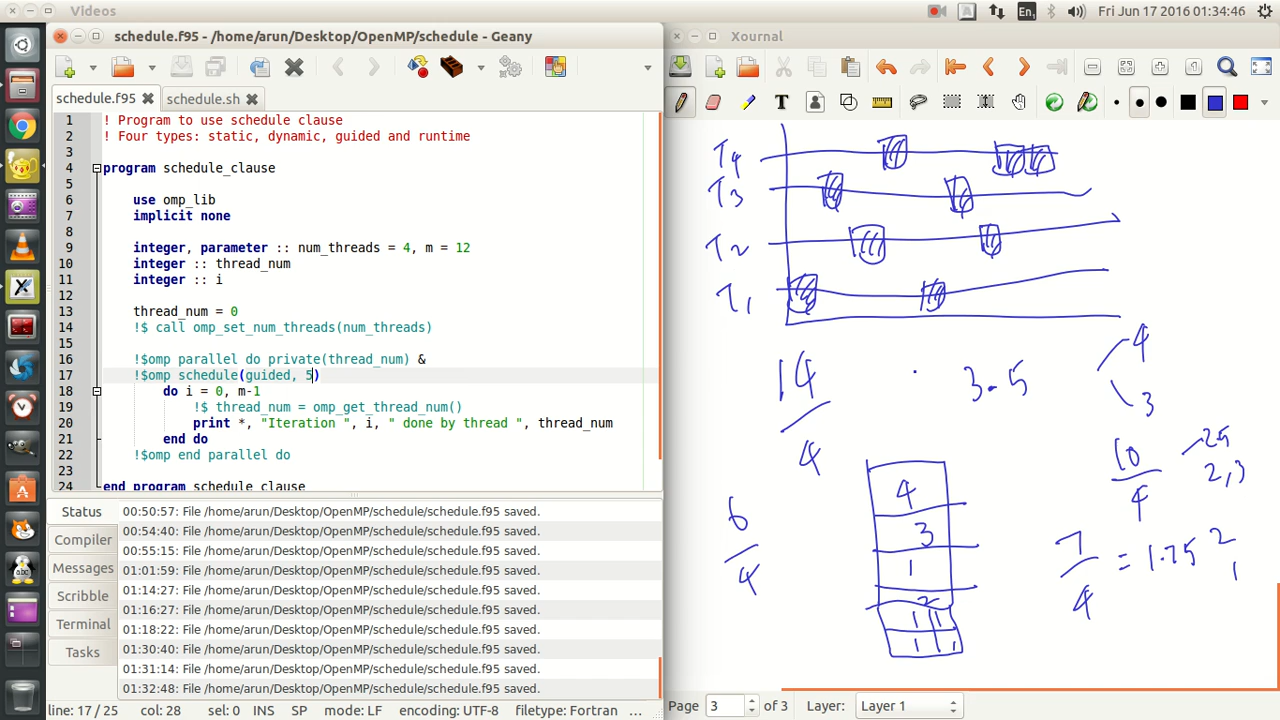 Videos
En1
Fri Jun 17 2016 01:34:46
schedule.f95 - /home/arun/Desktop/OpenMP/schedule - Geany
schedule.f95
schedule.sh
1 ! Program to use schedule clause
2 ! Four types: static, dynamic, guided and runtime
3
4 program schedule_clause
5
6 use omp_lib
7 implicit none
8
9 integer, parameter :: num_threads = 4, m = 12
10 integer :: thread_num
11 integer :: i
12
13 thread_num = 0
14 !$ call omp_set_num_threads(num_threads)
15
16 !$omp parallel do private(thread_num) &
17 !$omp schedule(guided, 5)
18 do i = 0, m-1
19 !$ thread_num = omp_get_thread_num()
20 print *, "Iteration ", i, " done by thread ", thread_num
21 end do
22 !$omp end parallel do
23
24 end program schedule_clause
Status
Compiler
Messages
Scribble
Terminal
Tasks
00:50:57: File /home/arun/Desktop/OpenMP/schedule/schedule.f95 saved.
00:54:40: File /home/arun/Desktop/OpenMP/schedule/schedule.f95 saved.
00:55:15: File /home/arun/Desktop/OpenMP/schedule/schedule.f95 saved.
01:01:59: File /home/arun/Desktop/OpenMP/schedule/schedule.f95 saved.
01:14:27: File /home/arun/Desktop/OpenMP/schedule/schedule.f95 saved.
01:16:27: File /home/arun/Desktop/OpenMP/schedule/schedule.f95 saved.
01:18:22: File /home/arun/Desktop/OpenMP/schedule/schedule.f95 saved.
01:30:40: File /home/arun/Desktop/OpenMP/schedule/schedule.f95 saved.
01:31:14: File /home/arun/Desktop/OpenMP/schedule/schedule.f95 saved.
01:32:48: File /home/arun/Desktop/OpenMP/schedule/schedule.f95 saved.
line: 17 / 25 col: 28 sel: 0 INS SP mode: LF encoding: UTF-8 filetype: Fortran ...
Xournal
T4
T3
T2
T1
14
4
3.5
4
3
10
4
2.5
2,3
6
4
4
3
1
2
1 1
1 1
7
4
= 1.75
2
1
Page 3 of 3 Layer: Layer 1